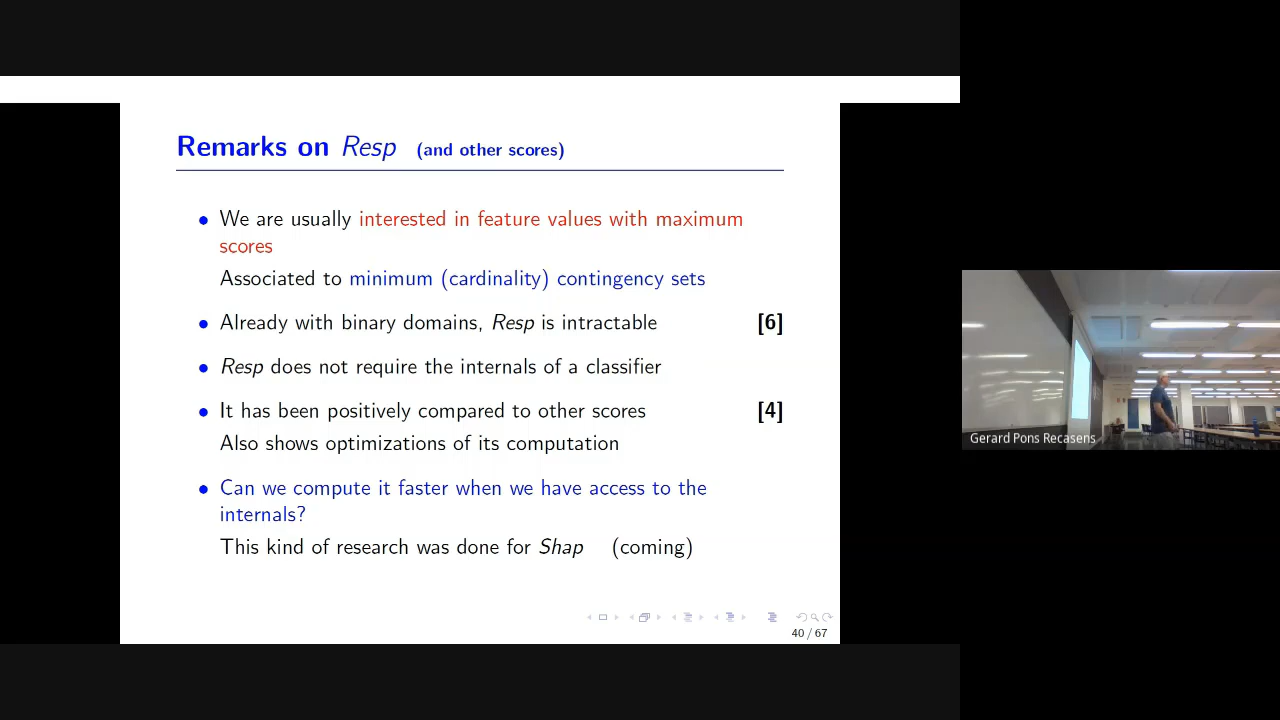 Remarks on Resp (and other scores)
• We are usually interested in feature values with maximum
scores
Associated to minimum (cardinality) contingency sets
• Already with binary domains, Resp is intractable [6]
• Resp does not require the internals of a classifier
• It has been positively compared to other scores [4]
Also shows optimizations of its computation
• Can we compute it faster when we have access to the
internals?
This kind of research was done for Shap (coming)
40 / 67
Gerard Pons Recasens